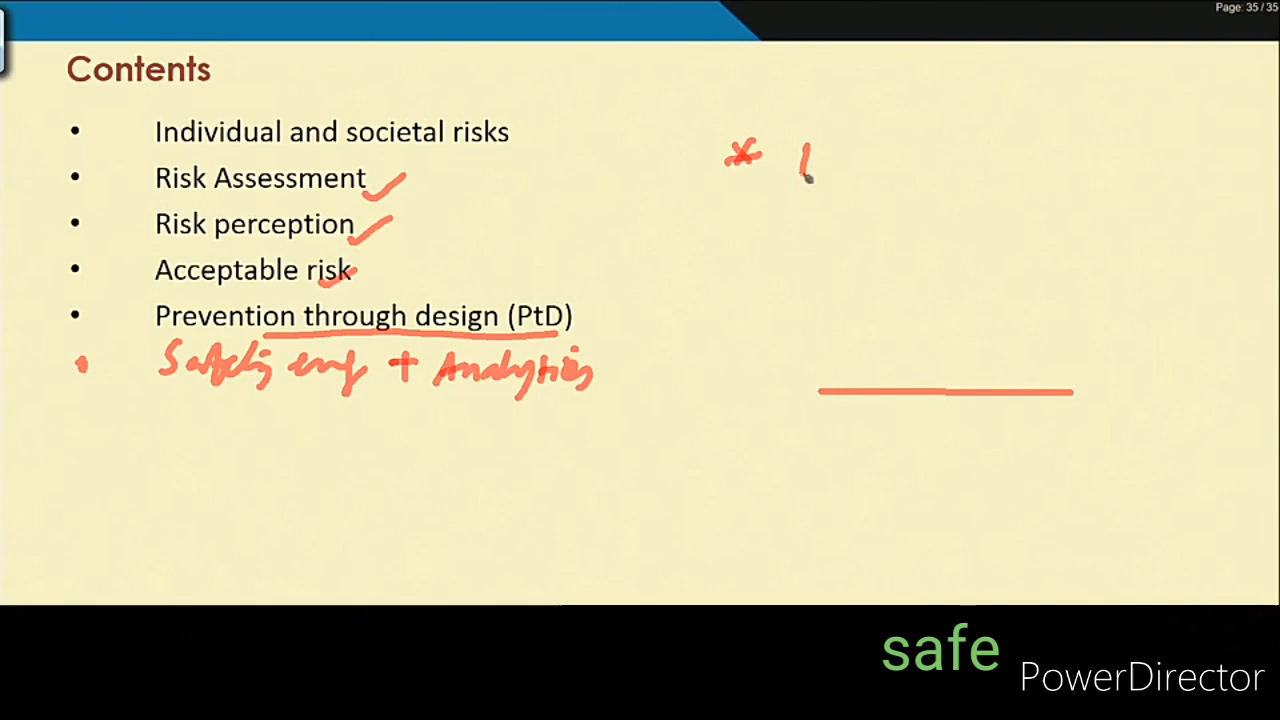 Page: 35 / 35
Contents
• Individual and societal risks
• Risk Assessment
• Risk perception
• Acceptable risk
• Prevention through design (PtD)
• Safety eng + Analytics
safe
PowerDirector